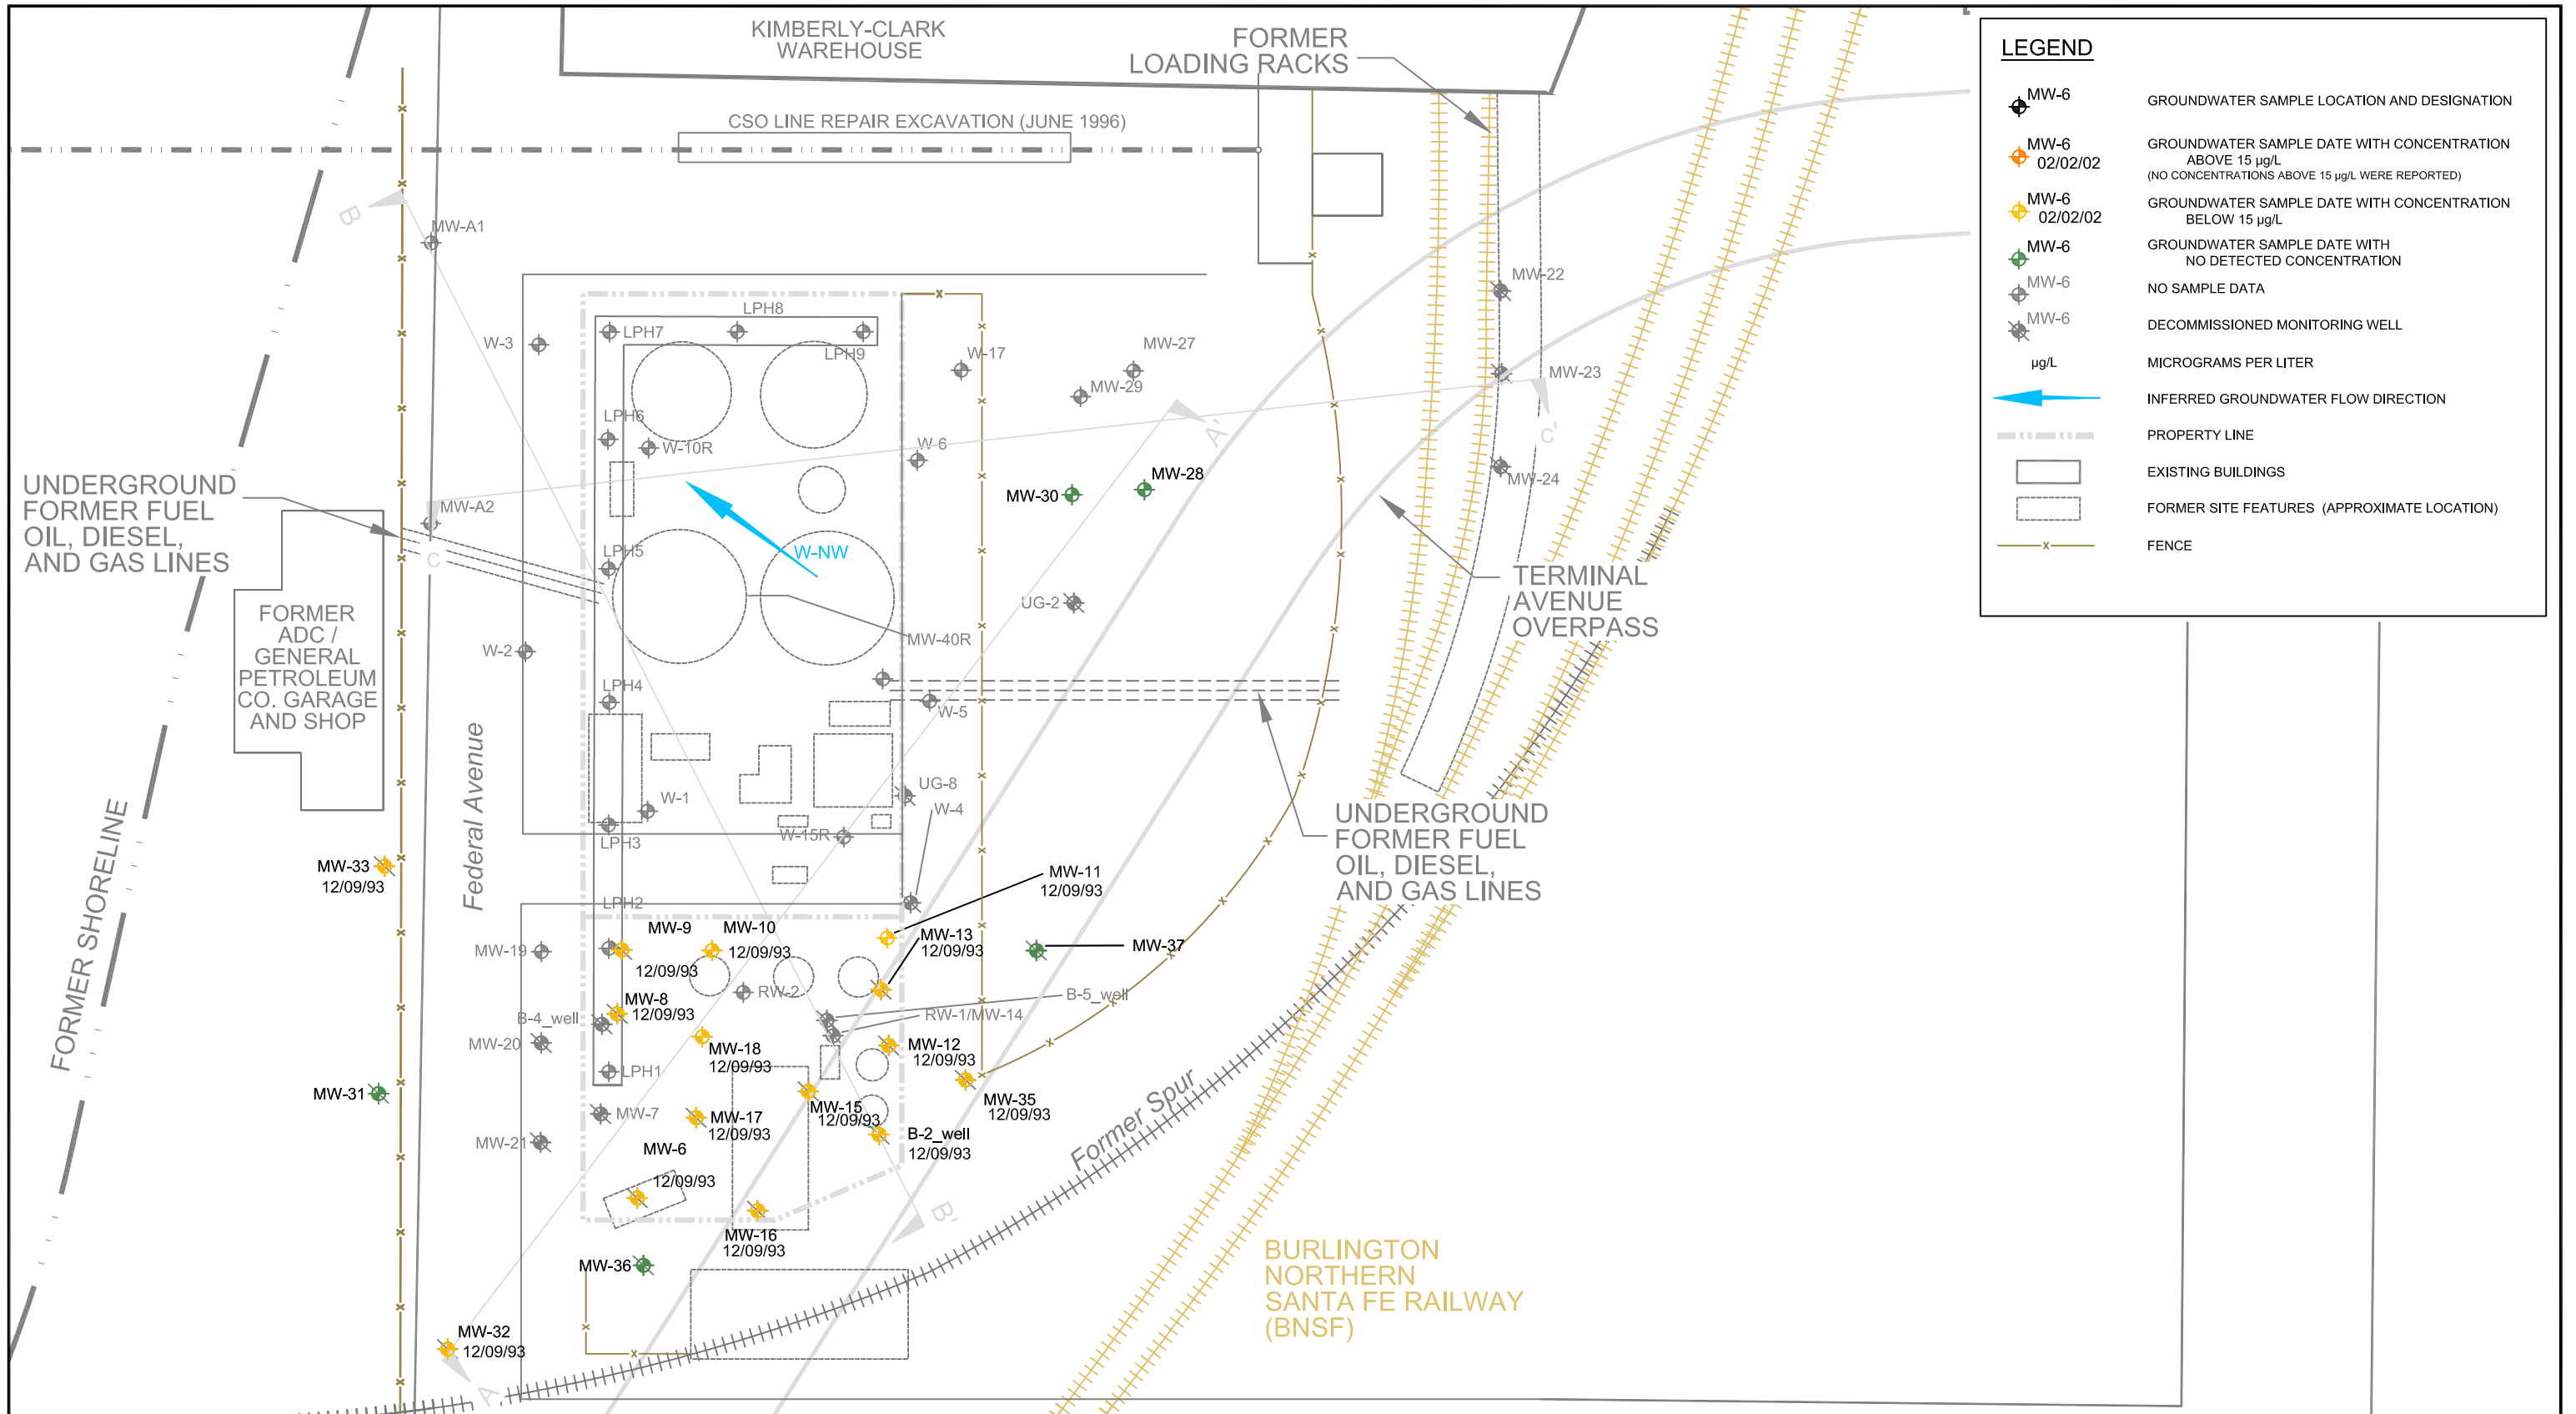 KIMBERLY-CLARK
WAREHOUSE
FORMER
LOADING RACKS
CSO LINE REPAIR EXCAVATION (JUNE 1996)
B
MW-A1
MW-22
LPH8
LPH7
W-3
LPH9
W-17
MW-27
MW-29
MW-23
LPH6
W-10R
W-6
A'
C'
MW-24
MW-28
MW-30
UNDERGROUND
FORMER FUEL
OIL, DIESEL,
AND GAS LINES
MW-A2
C
LPH5
W-NW
UG-2
TERMINAL
AVENUE
OVERPASS
FORMER
ADC /
GENERAL
PETROLEUM
CO. GARAGE
AND SHOP
MW-40R
W-2
LPH4
W-5
Federal Avenue
FORMER SHORELINE
UG-8
W-4
W-1
W-15R
LPH3
UNDERGROUND
FORMER FUEL
OIL, DIESEL,
AND GAS LINES
MW-33
12/09/93
MW-11
12/09/93
LPH2
MW-9
12/09/93
MW-10
12/09/93
MW-13
12/09/93
MW-37
MW-19
RW-2
B-5_well
MW-8
12/09/93
B-4_well
RW-1/MW-14
MW-20
MW-18
12/09/93
MW-12
12/09/93
LPH1
MW-31
MW-35
12/09/93
MW-7
MW-17
12/09/93
MW-15
12/09/93
MW-21
B-2_well
12/09/93
MW-6
12/09/93
Former Spur
B'
MW-16
12/09/93
MW-36
BURLINGTON
NORTHERN
SANTA FE RAILWAY
(BNSF)
MW-32
12/09/93
A
LEGEND
MW-6
GROUNDWATER SAMPLE LOCATION AND DESIGNATION
MW-6
02/02/02
GROUNDWATER SAMPLE DATE WITH CONCENTRATION
ABOVE 15 µg/L
(NO CONCENTRATIONS ABOVE 15 µg/L WERE REPORTED)
MW-6
02/02/02
GROUNDWATER SAMPLE DATE WITH CONCENTRATION
BELOW 15 µg/L
MW-6
GROUNDWATER SAMPLE DATE WITH
NO DETECTED CONCENTRATION
MW-6
NO SAMPLE DATA
MW-6
DECOMMISSIONED MONITORING WELL
µg/L
MICROGRAMS PER LITER
INFERRED GROUNDWATER FLOW DIRECTION
PROPERTY LINE
EXISTING BUILDINGS
FORMER SITE FEATURES (APPROXIMATE LOCATION)
FENCE